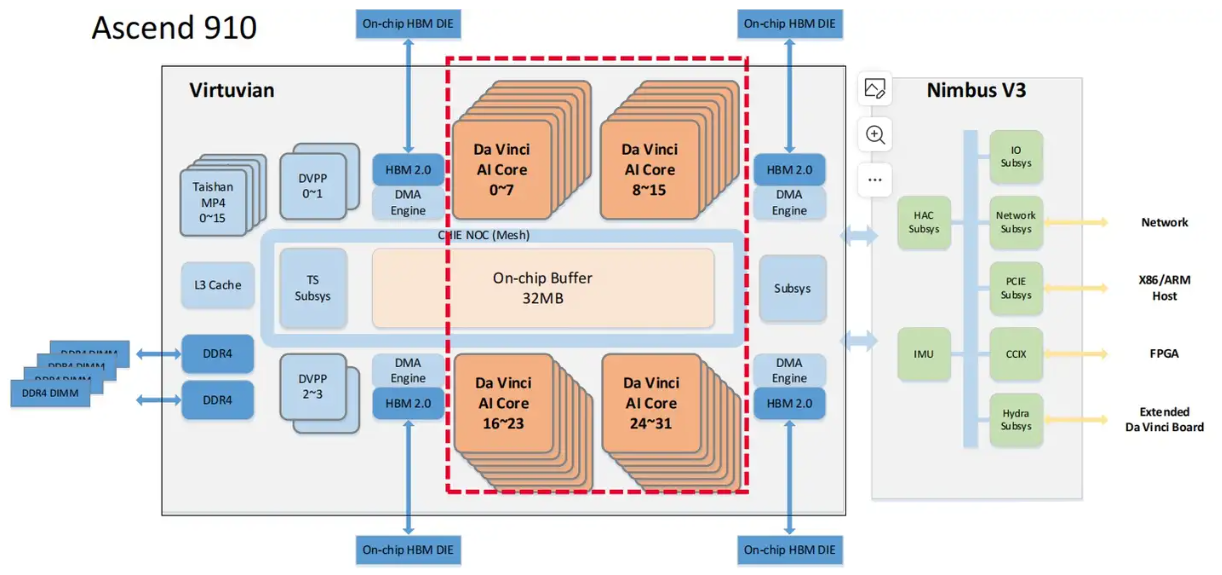 Ascend 910
On-chip HBM DIE
On-chip HBM DIE
Virtuvian
Nimbus V3
Da Vinci
AI Core
0~7
Da Vinci
AI Core
8~15
Taishan
MP4
0~15
DVPP
0~1
HBM 2.0
DMA
Engine
HBM 2.0
DMA
Engine
CHIE NOC (Mesh)
L3 Cache
TS
Subsys
On-chip Buffer
32MB
Subsys
DDR4
DDR4
DDR4 DIMM
DDR4 DIMM
DDR4 DIMM
DDR4 DIMM
DVPP
2~3
DMA
Engine
HBM 2.0
Da Vinci
AI Core
16~23
Da Vinci
AI Core
24~31
DMA
Engine
HBM 2.0
On-chip HBM DIE
On-chip HBM DIE
IO
Subsys
HAC
Subsys
Network
Subsys
Network
PCIE
Subsys
X86/ARM
Host
IMU
CCIX
FPGA
Hydra
Subsys
Extended
Da Vinci Board